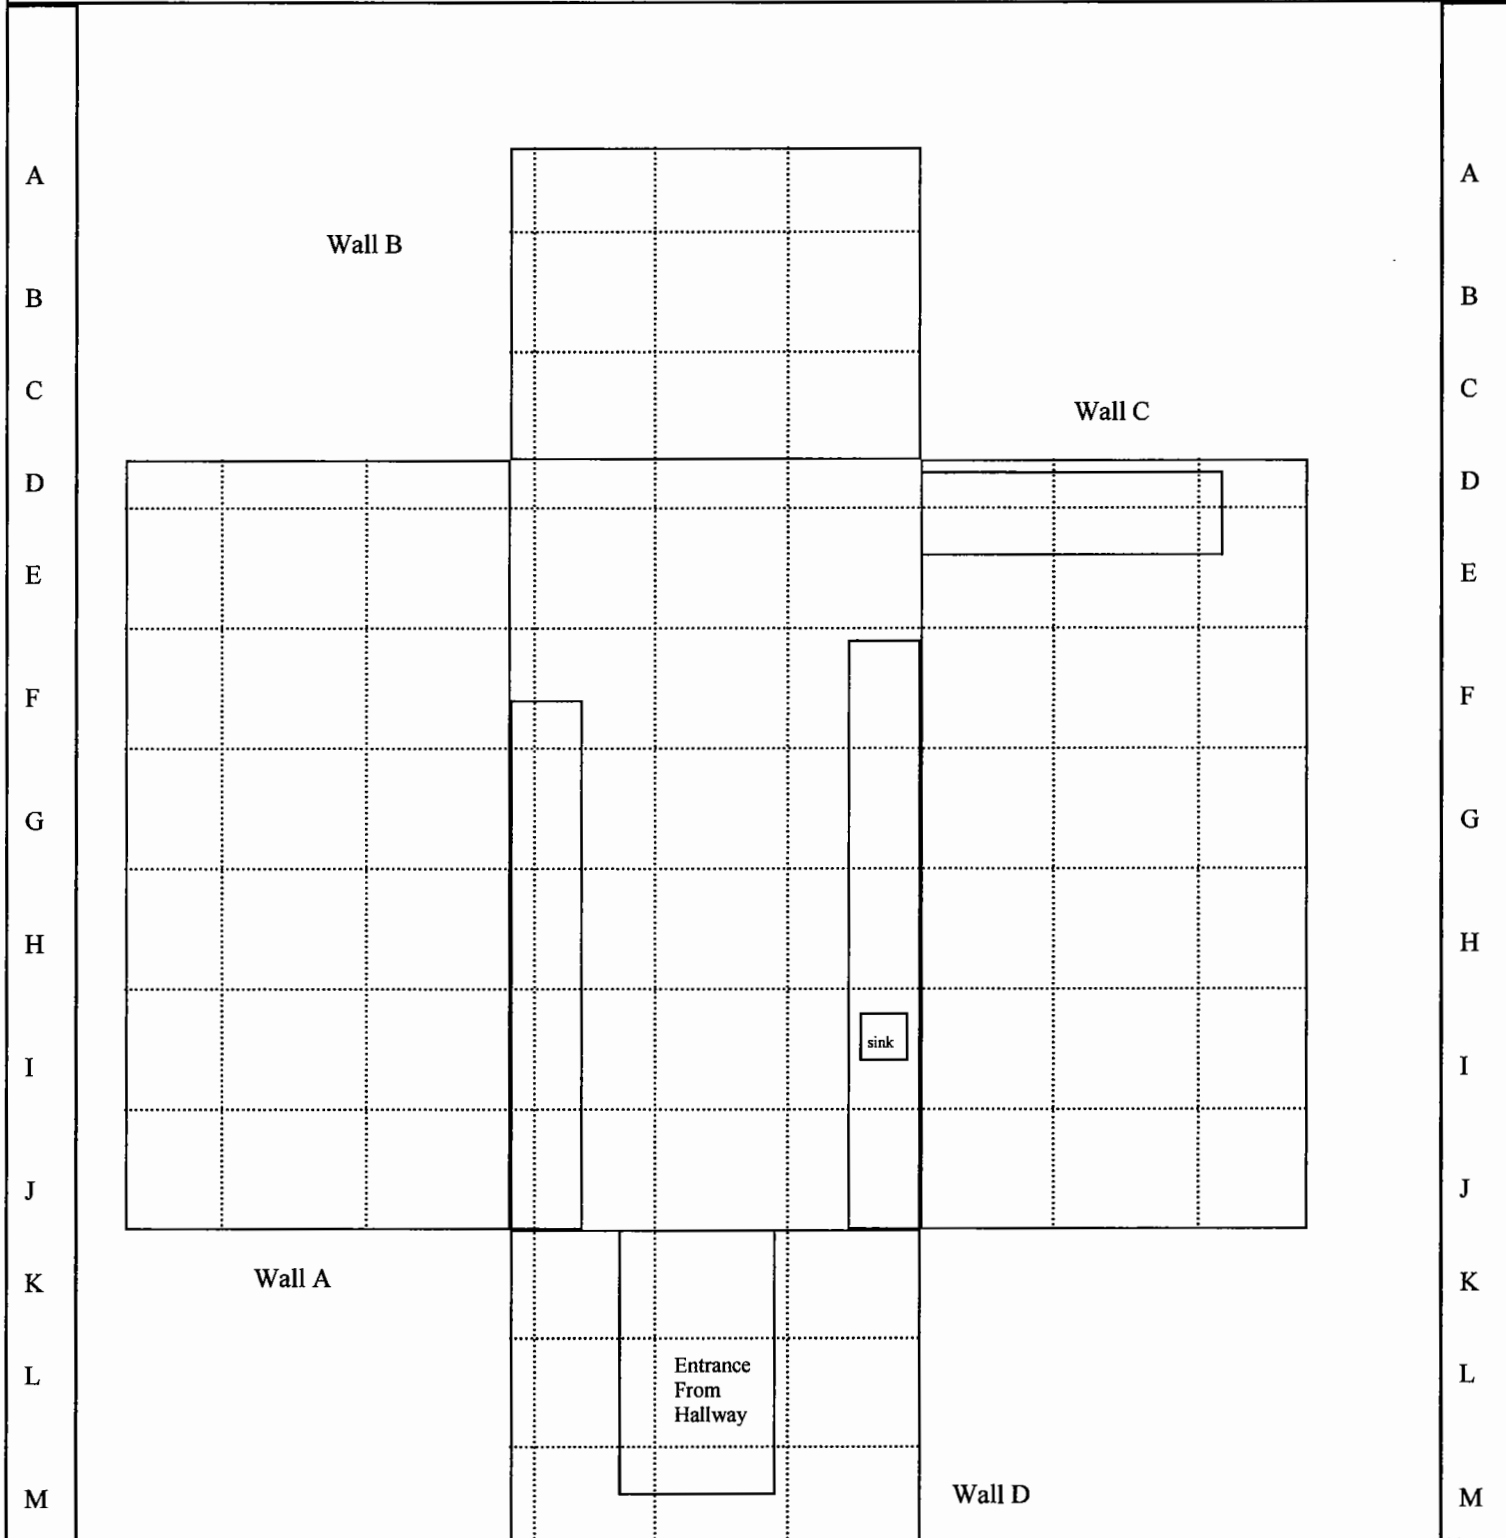 A A
Wall B
B B
C C
Wall C
D D
E E
F F
G G
H H
sink
I I
J J
Wall A
K K
Entrance
From
Hallway
L L
Wall D
M M